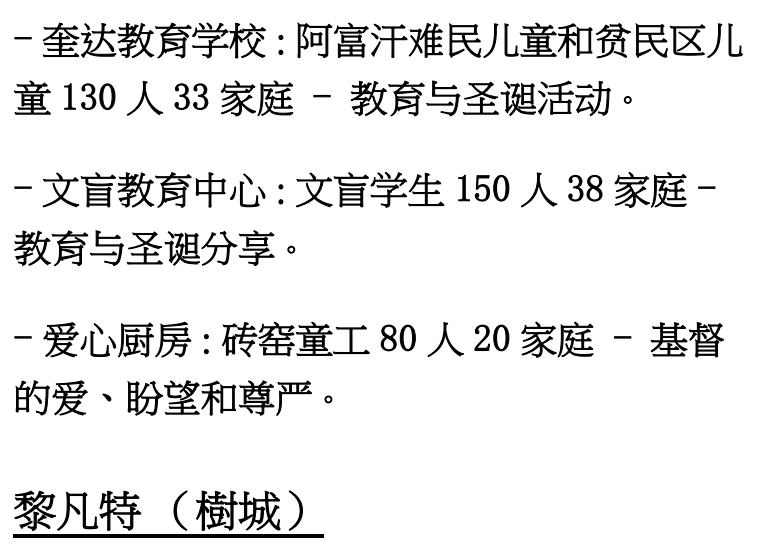 - 奎达教育学校 : 阿富汗难民儿童和贫民区儿
童 130 人 33 家庭 - 教育与圣诞活动。
- 文盲教育中心 : 文盲学生 150 人 38 家庭 -
教育与圣诞分享。
- 爱心厨房 : 砖窑童工 80 人 20 家庭 - 基督
的爱、盼望和尊严。
黎凡特 （樹城）